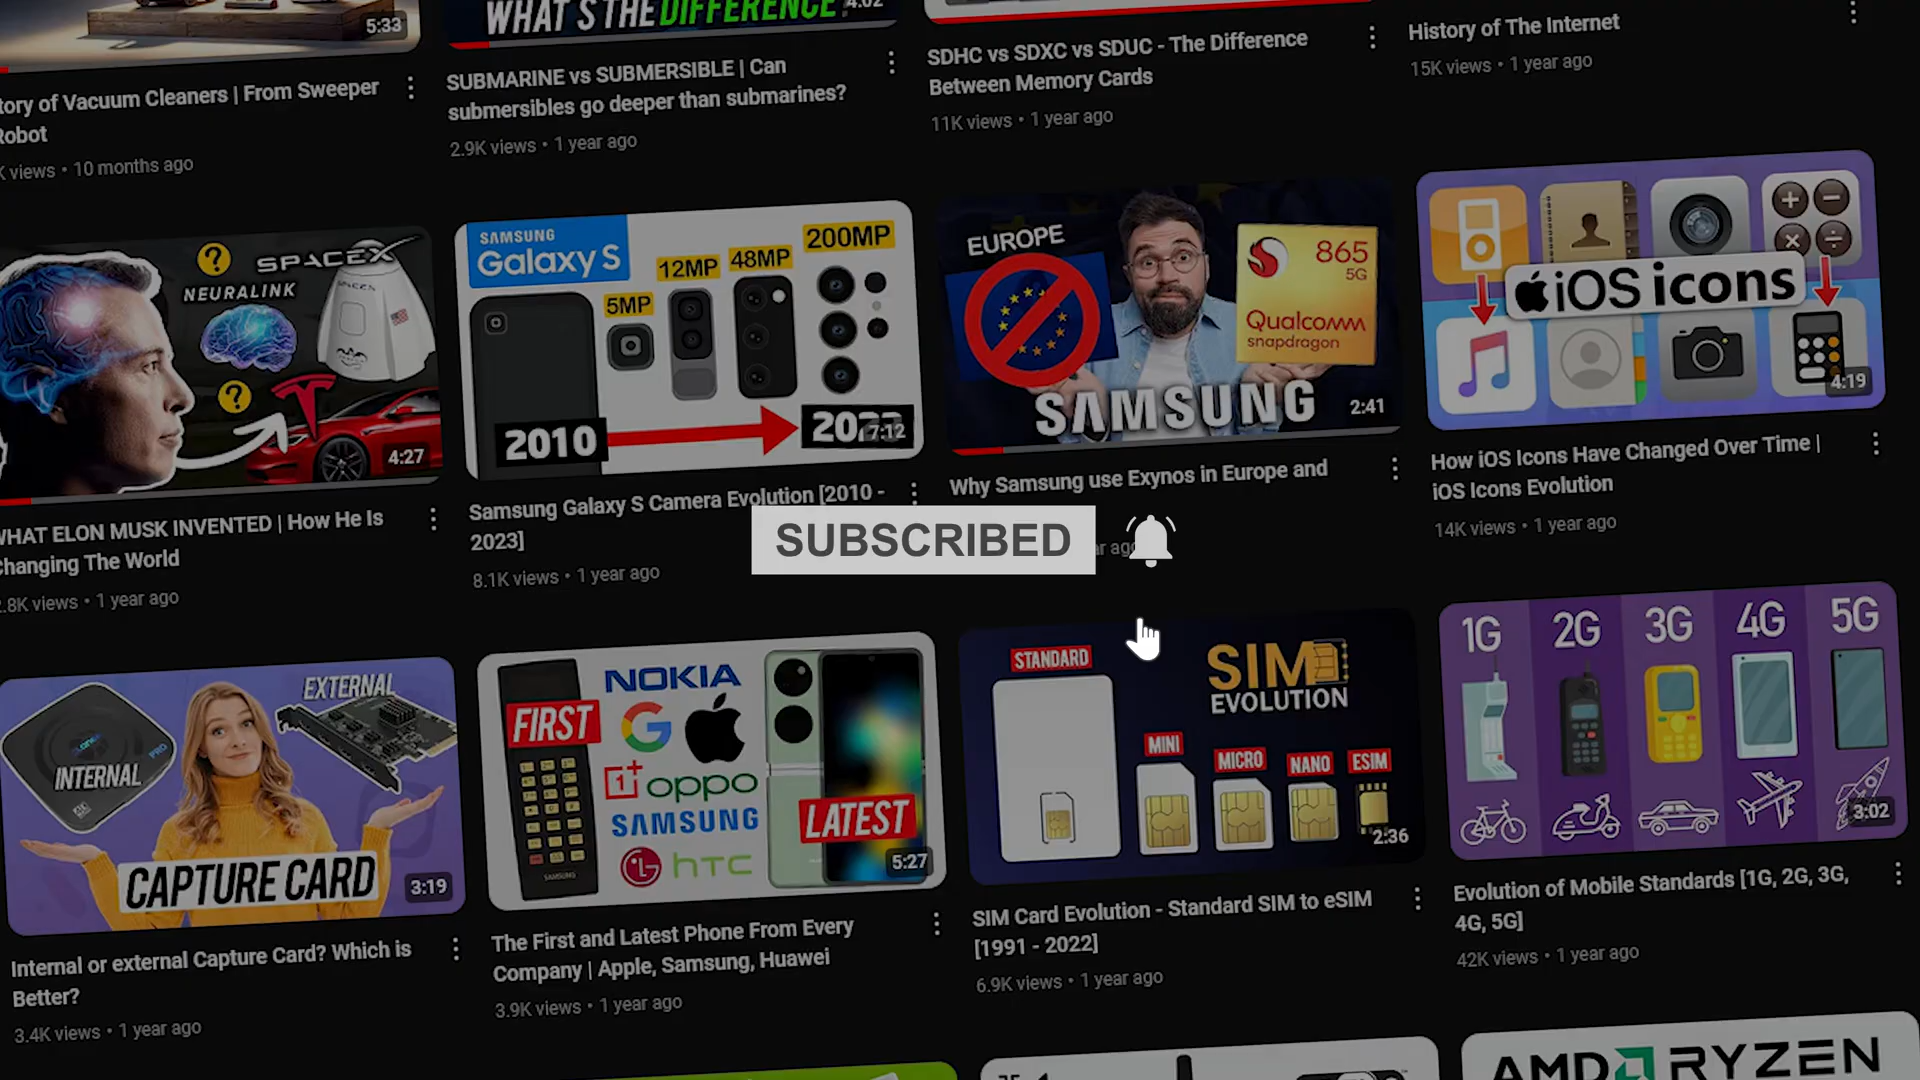 5:33
WHAT'S THE DIFFERENCE
4:02
tory of Vacuum Cleaners | From Sweeper
Robot
K views • 10 months ago
SUBMARINE vs SUBMERSIBLE | Can
submersibles go deeper than submarines?
2.9K views • 1 year ago
SDHC vs SDXC vs SDUC - The Difference
Between Memory Cards
11K views • 1 year ago
History of The Internet
15K views • 1 year ago
SPACEX
NEURALINK
4:27
WHAT ELON MUSK INVENTED | How He Is
Changing The World
.8K views • 1 year ago
SAMSUNG
Galaxy S
5MP
12MP
48MP
200MP
2010
7:12
Samsung Galaxy S Camera Evolution [2010 -
2023]
8.1K views • 1 year ago
EUROPE
865
5G
Qualcomm
snapdragon
SAMSUNG
2:41
Why Samsung use Exynos in Europe and
ar ago
iOS icons
4:19
How iOS Icons Have Changed Over Time |
iOS Icons Evolution
14K views • 1 year ago
SUBSCRIBED
INTERNAL
PRO
EXTERNAL
CAPTURE CARD
3:19
Internal or external Capture Card? Which is
Better?
3.4K views • 1 year ago
FIRST
NOKIA
G
1+
oppo
SAMSUNG
LG
hTC
SAMSUNG
LATEST
5:27
The First and Latest Phone From Every
Company | Apple, Samsung, Huawei
3.9K views • 1 year ago
STANDARD
SIM
EVOLUTION
MINI
MICRO
NANO
ESIM
2:36
SIM Card Evolution - Standard SIM to eSIM
[1991 - 2022]
6.9K views • 1 year ago
1G
2G
3G
4G
5G
3:02
Evolution of Mobile Standards [1G, 2G, 3G,
4G, 5G]
42K views • 1 year ago
AMD RYZEN